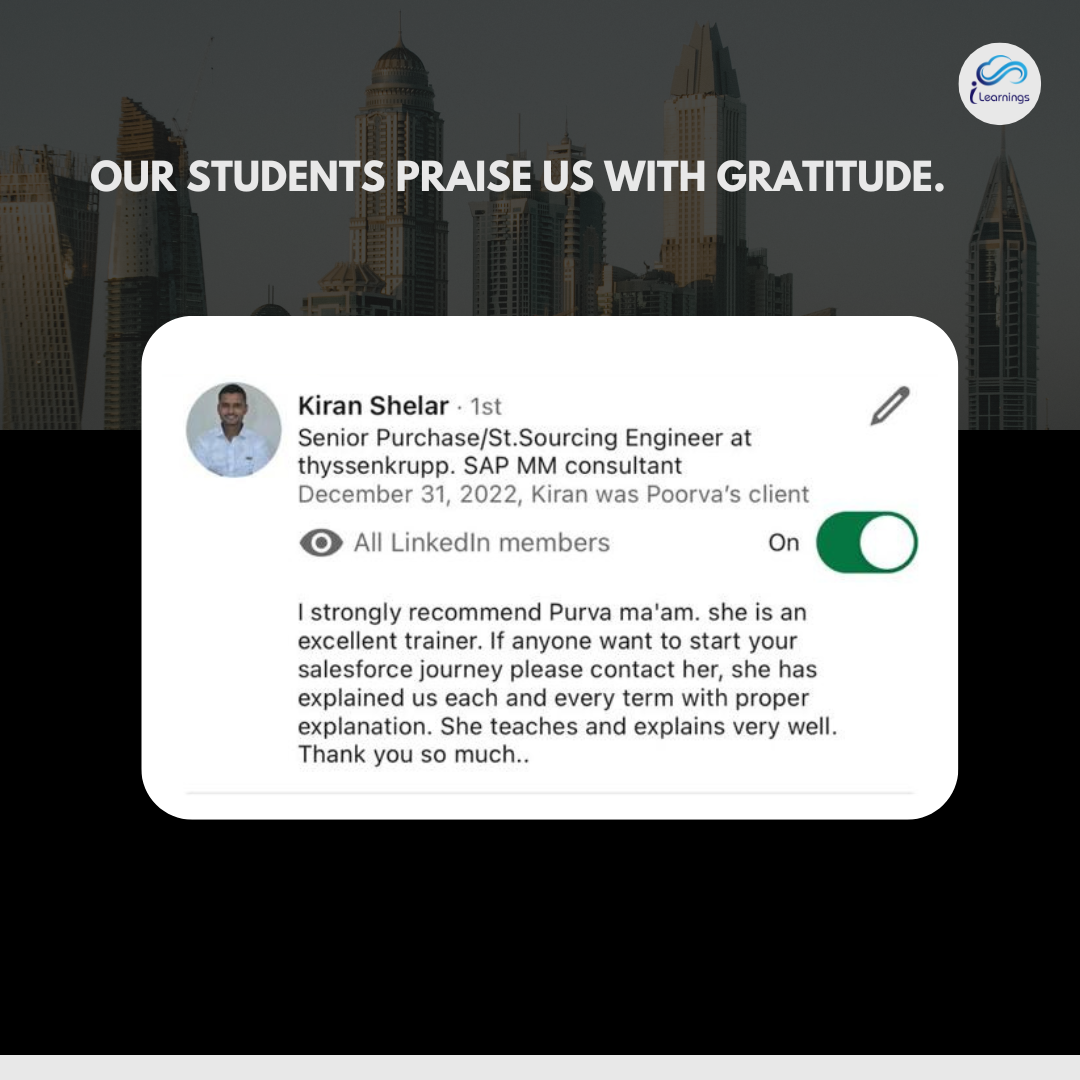 i Learnings
OUR STUDENTS PRAISE US WITH GRATITUDE.
Kiran Shelar · 1st
Senior Purchase/St.Sourcing Engineer at
thyssenkrupp. SAP MM consultant
December 31, 2022, Kiran was Poorva’s client
All LinkedIn members
On
I strongly recommend Purva ma'am. she is an
excellent trainer. If anyone want to start your
salesforce journey please contact her, she has
explained us each and every term with proper
explanation. She teaches and explains very well.
Thank you so much..